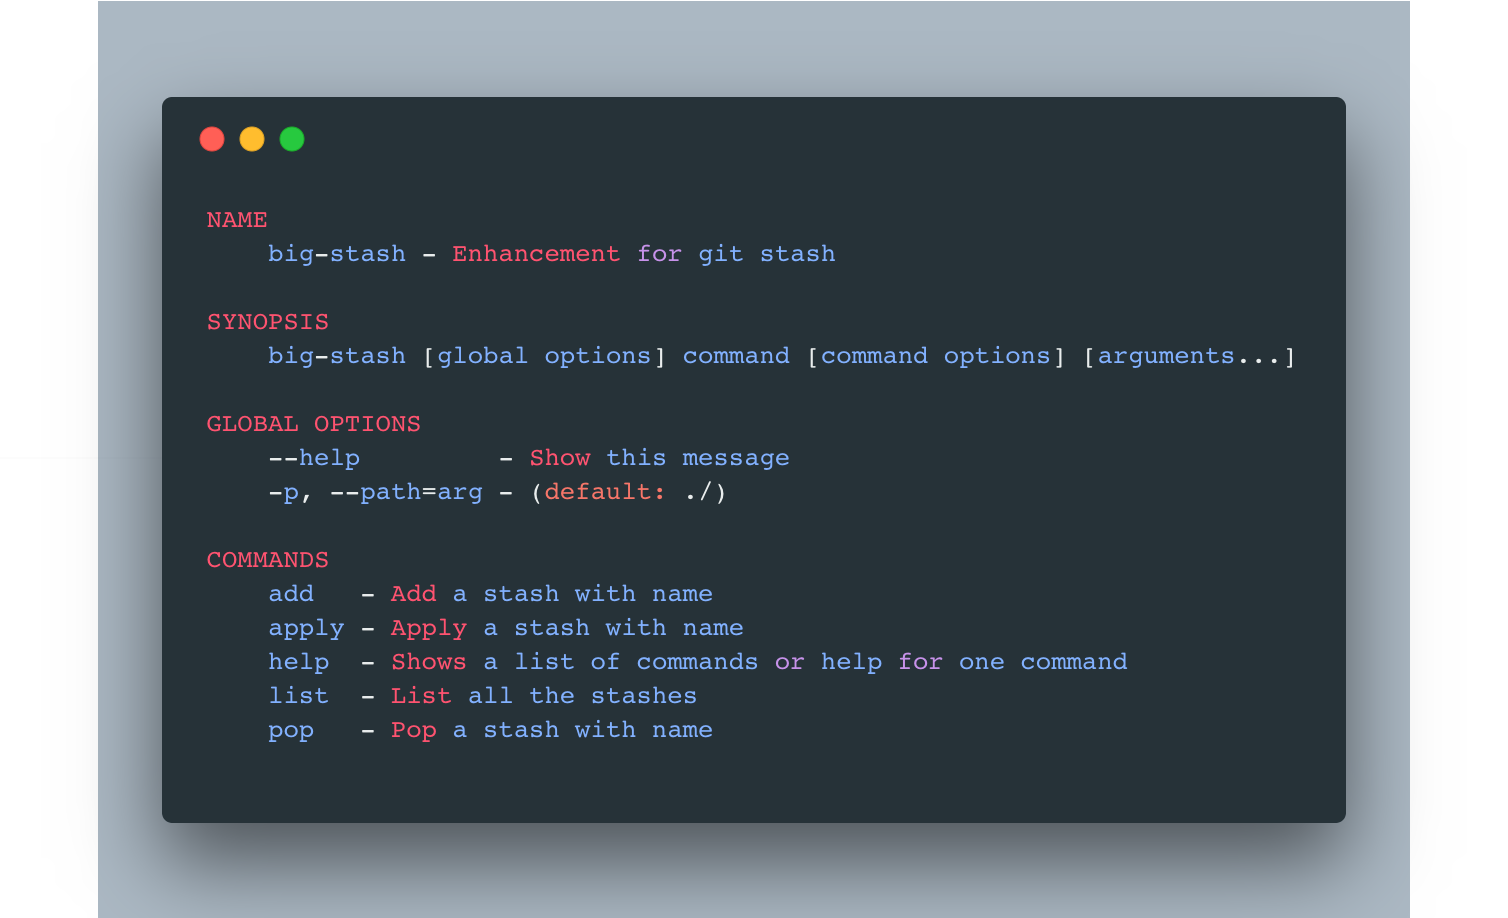 NAME
    big-stash - Enhancement for git stash

SYNOPSIS
    big-stash [global options] command [command options] [arguments...]

GLOBAL OPTIONS
    --help         - Show this message
    -p, --path=arg - (default: ./)

COMMANDS
    add   - Add a stash with name
    apply - Apply a stash with name
    help  - Shows a list of commands or help for one command
    list  - List all the stashes
    pop   - Pop a stash with name